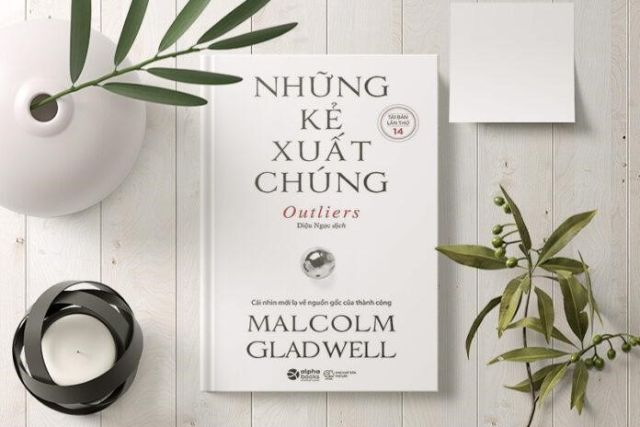 NHỮNG
KẺ
XUẤT
CHÚNG
TÁI BẢN
LẦN THỨ
14
Outliers
Diệu Ngọc dịch
Cái nhìn mới lạ về nguồn gốc của thành công
MALCOLM
GLADWELL
alpha
books